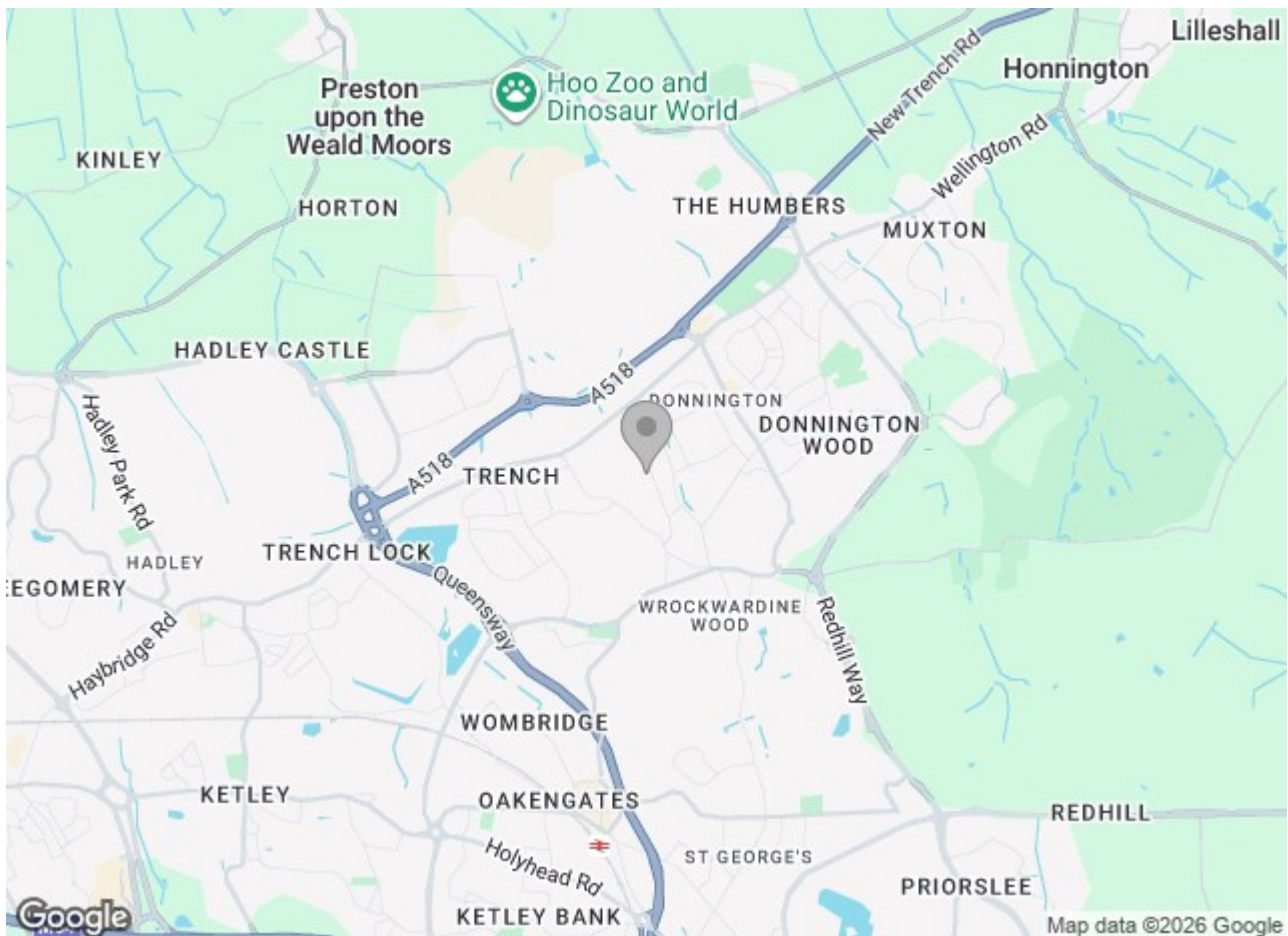 Lilleshall
Honnington
New Trench Rd
Preston
upon the
Weald Moors
Hoo Zoo and
Dinosaur World
KINLEY
Wellington Rd
HORTON
THE HUMBERS
MUXTON
HADLEY CASTLE
A518
DONNINGTON
DONNINGTON
WOOD
Hadley Park Rd
A518
TRENCH
TRENCH LOCK
HADLEY
Queensway
WROCKWARDINE
WOOD
Redhill Way
Haybridge Rd
WOMBRIDGE
KETLEY
OAKENGATES
REDHILL
Holyhead Rd
ST GEORGE'S
PRIORSLEE
KETLEY BANK
Google
Map data ©2026 Google